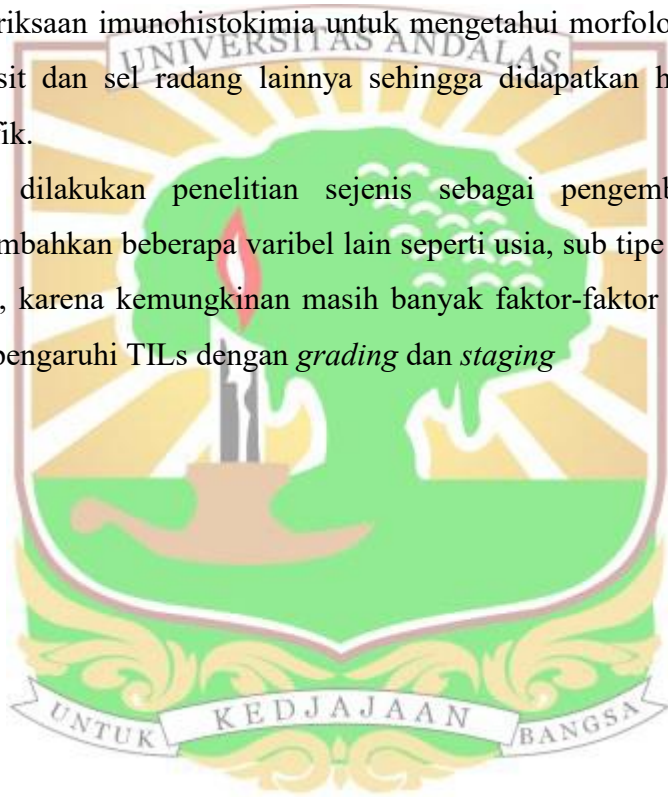 riksaan imunohistokimia untuk mengetahui morfolo
UNIVERSITAS ANDALAS
sit dan sel radang lainnya sehingga didapatkan h
ik.
dilakukan penelitian sejenis sebagai pengemb
mbahkan beberapa varibel lain seperti usia, sub tipe
, karena kemungkinan masih banyak faktor-faktor
pengaruhi TILs dengan grading dan staging
UNTUK KEDJAJAAN BANGSA